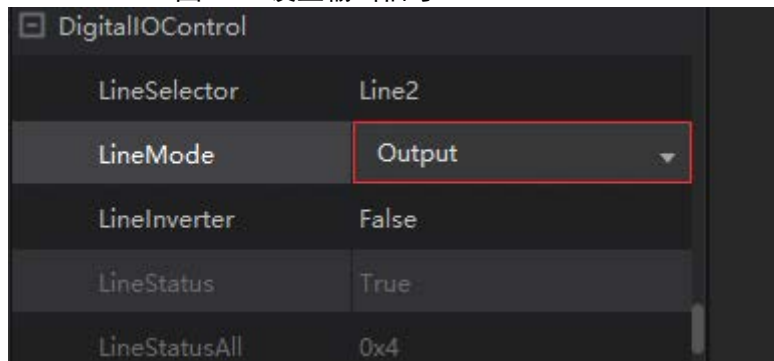 DigitalIOControl
LineSelector Line2
LineMode Output
LineInverter False
LineStatus True
LineStatusAll 0x4